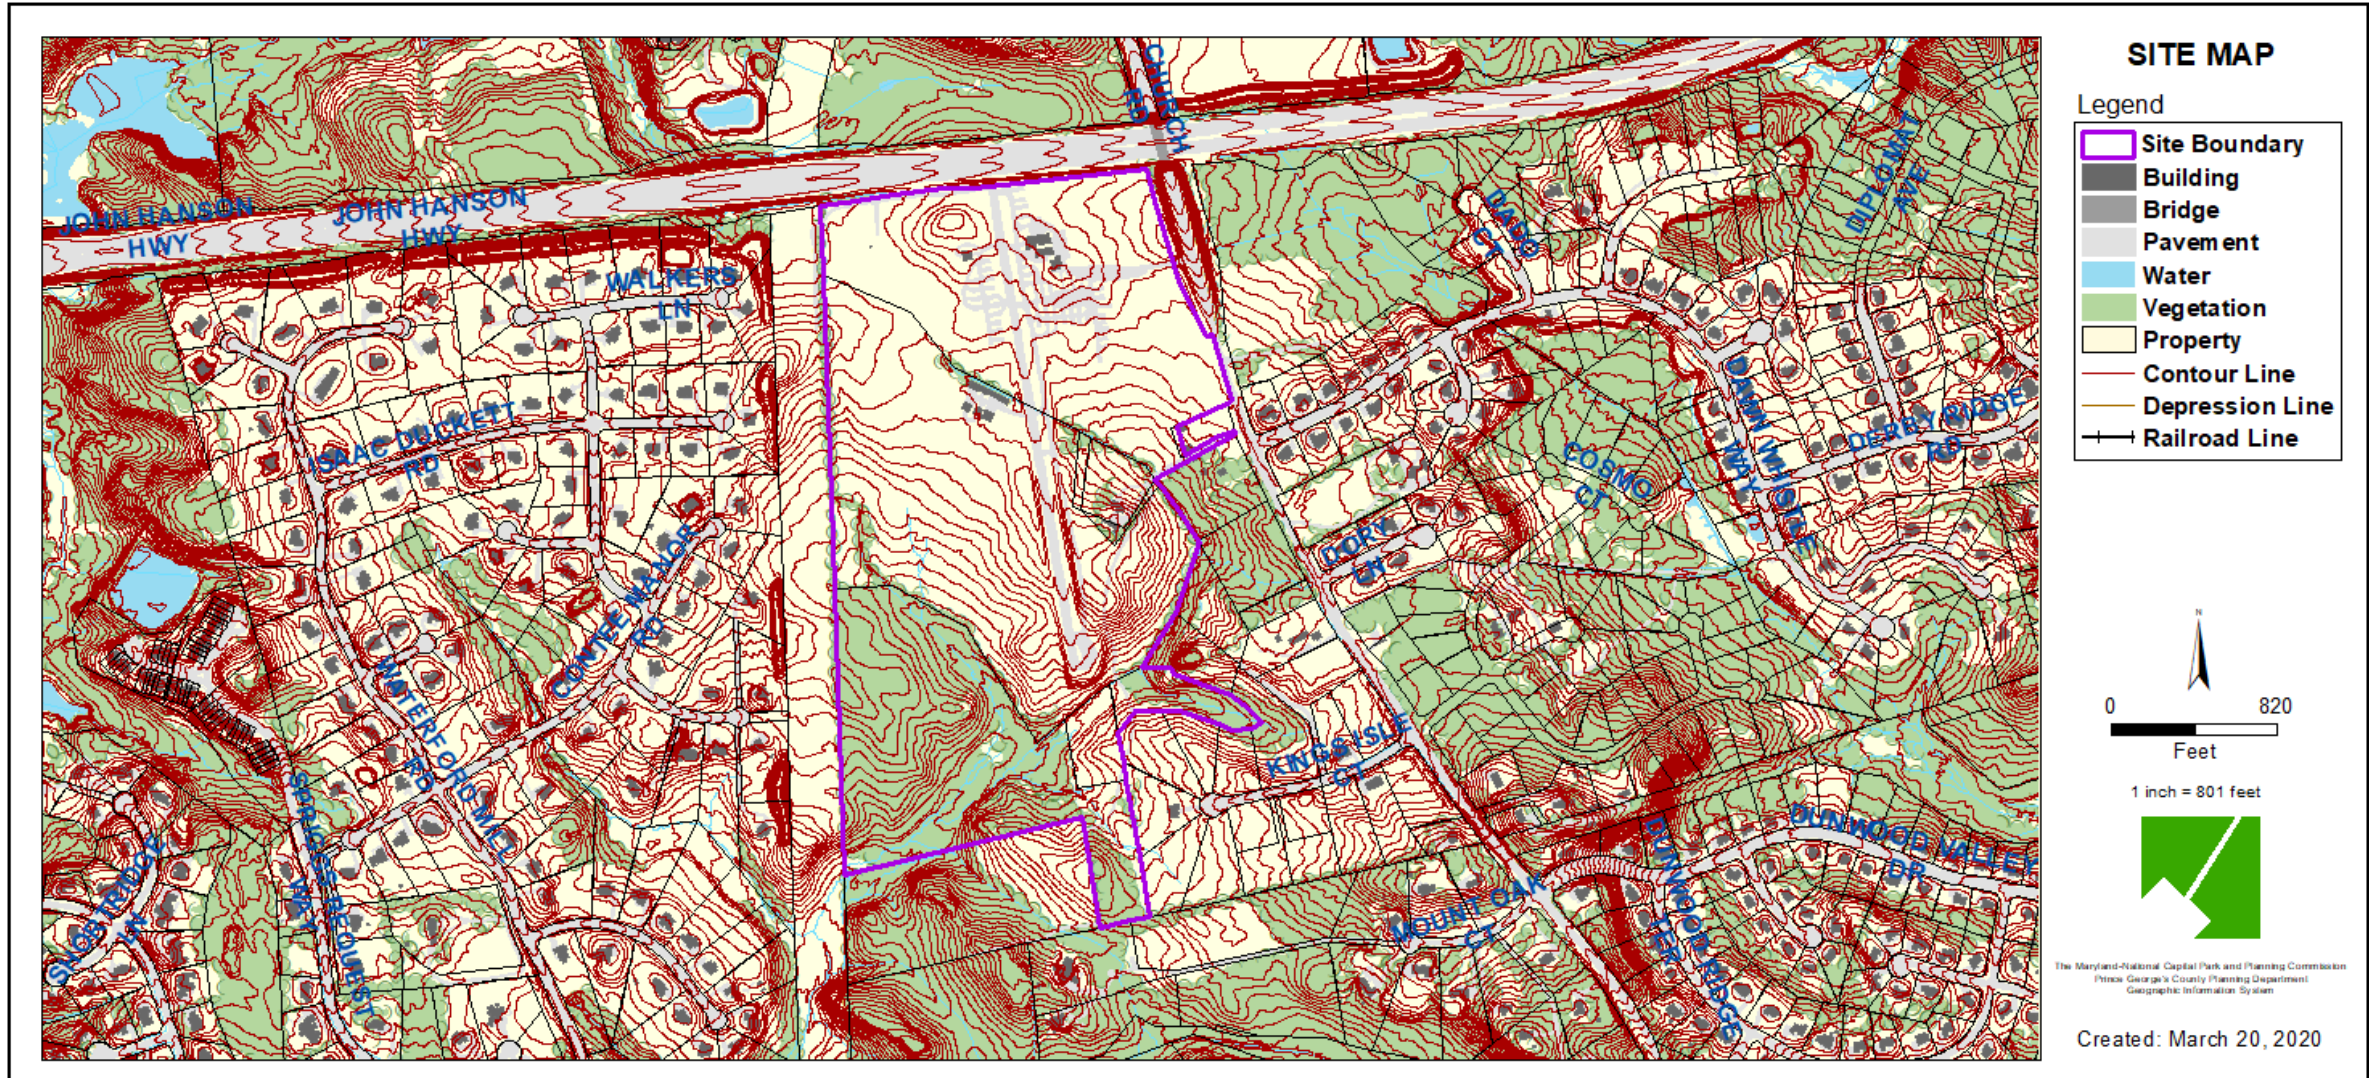 CHURCH
RD
JOHN HANSON
HWY
JOHN HANSON
HWY
WALKERS
LN
DADO
CT
DIPLOMAT
AVE
ISAAC DUCKETT
RD
DAWN WHISTLE
WAY
DERBY RIDGE
RD
COSMO
CT
DORY
LN
CONTEE MANOR
RD
WATERFORD MILL
RD
KINGS ISLE
CT
SPRIGGS REQUEST
WAY
DUNWOOD VALLEY
DR
MOUNT OAK
CT
DUNWOOD RIDGE
TER
LN
SITE MAP
Legend
Site Boundary
Building
Bridge
Pavement
Water
Vegetation
Property
Contour Line
Depression Line
Railroad Line
N
0 820
Feet
1 inch = 801 feet
The Maryland-National Capital Park and Planning Commission
Prince George's County Planning Department
Geographic Information System
Created: March 20, 2020